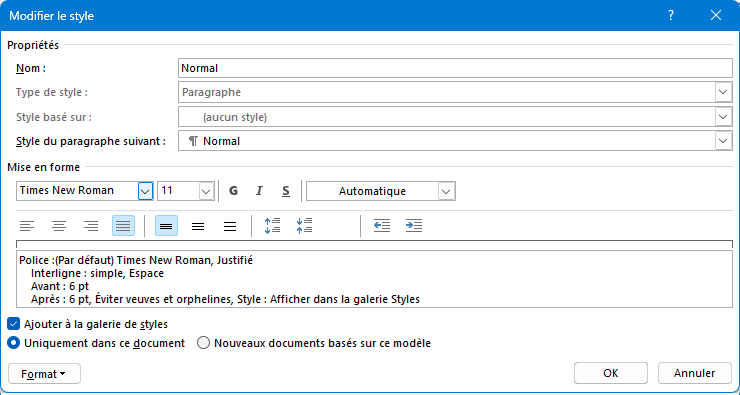 Modifier le style
?
Propriétés
Nom : Normal
Type de style : Paragraphe
Style basé sur : (aucun style)
Style du paragraphe suivant : ¶ Normal
Mise en forme
Times New Roman 11 G I S Automatique
Police :(Par défaut) Times New Roman, Justifié
Interligne : simple, Espace
Avant : 6 pt
Après : 6 pt, Éviter veuves et orphelines, Style : Afficher dans la galerie Styles
Ajouter à la galerie de styles
Uniquement dans ce document Nouveaux documents basés sur ce modèle
Format OK Annuler